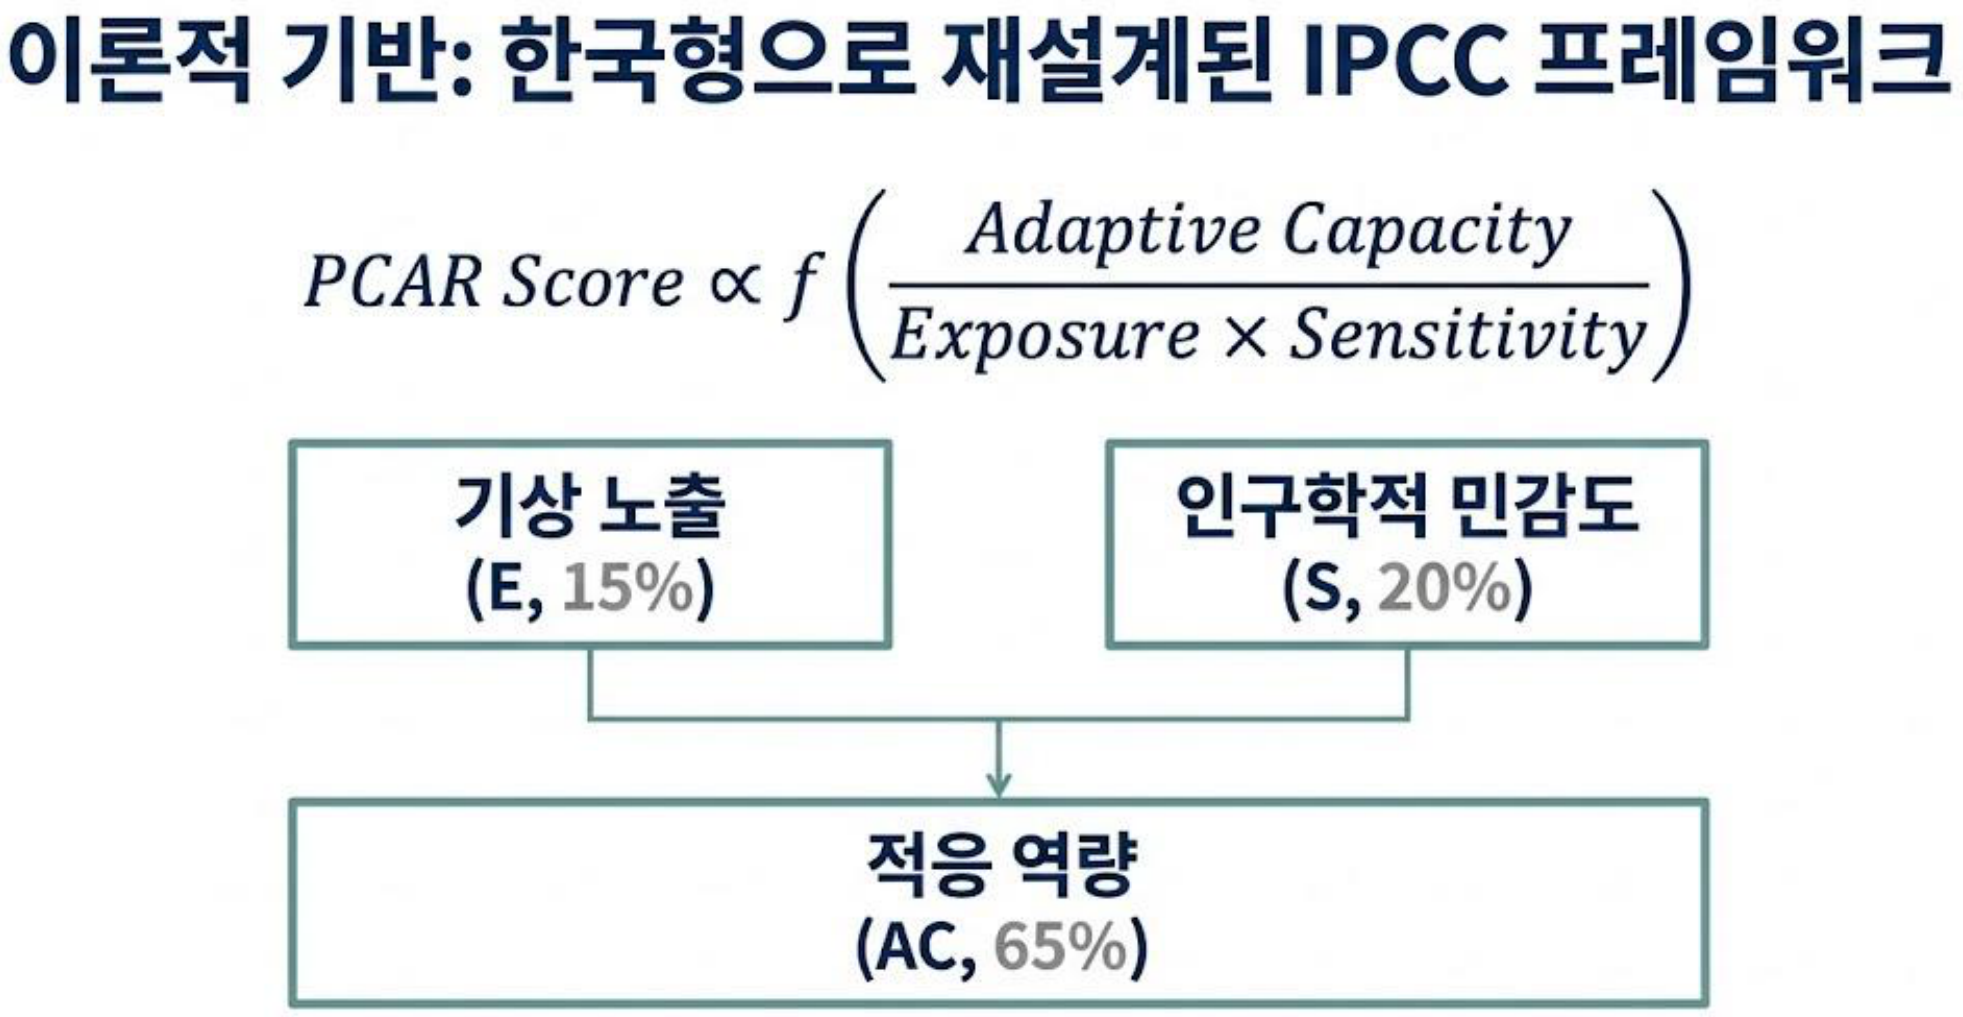 이론적 기반: 한국형으로 재설계된 IPCC 프레임워크
PCAR Score ∝ f (Adaptive Capacity / Exposure × Sensitivity)
기상 노출
(E, 15%)
인구학적 민감도
(S, 20%)
적응 역량
(AC, 65%)